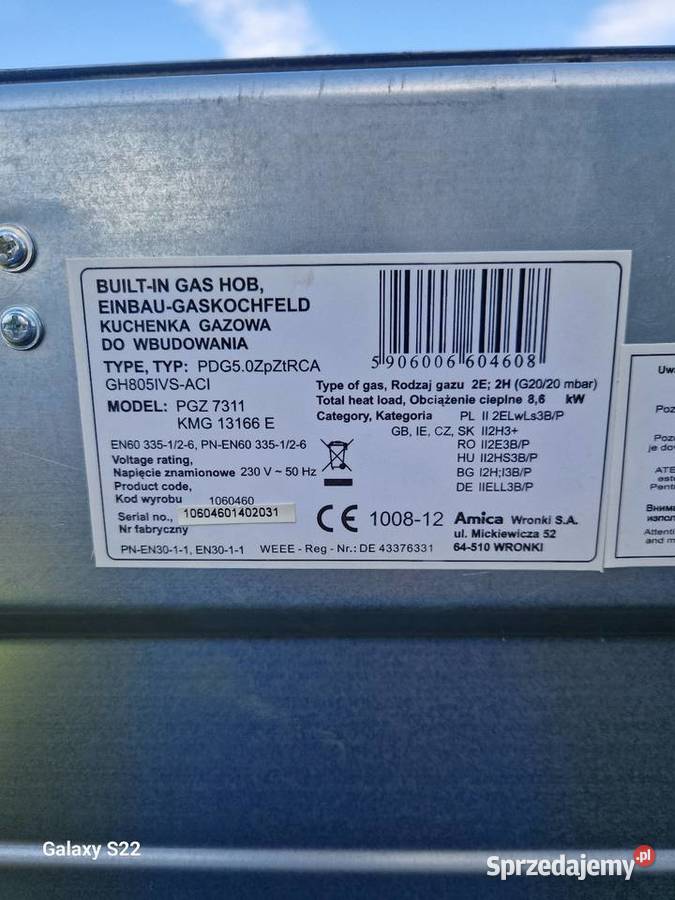 BUILT-IN GAS HOB,
EINBAU-GASKOCHFELD
KUCHENKA GAZOWA
DO WBUDOWANIA
TYPE, TYP: PDG5.0ZpZtRCA
GH805IVS-ACI
MODEL: PGZ 7311
KMG 13166 E
EN60 335-1/2-6, PN-EN60 335-1/2-6
Voltage rating,
Napięcie znamionowe 230 V ~ 50 Hz
Product code,
Kod wyrobu 1060460
Serial no., 10604601402031
Nr fabryczny
PN-EN30-1-1, EN30-1-1
WEEE - Reg - Nr.: DE 43376331
5906006604608
Type of gas, Rodzaj gazu 2E; 2H (G20/20 mbar)
Total heat load, Obciążenie cieplne 8,6 kW
Category, Kategoria PL II 2ELwLs3B/P
GB, IE, CZ, SK II2H3+
RO II2E3B/P
HU II2HS3B/P
BG I2H;I3B/P
DE IIELL3B/P
CE 1008-12
Amica Wronki S.A.
ul. Mickiewicza 52
64-510 WRONKI
Galaxy S22
Sprzedajemy.pl